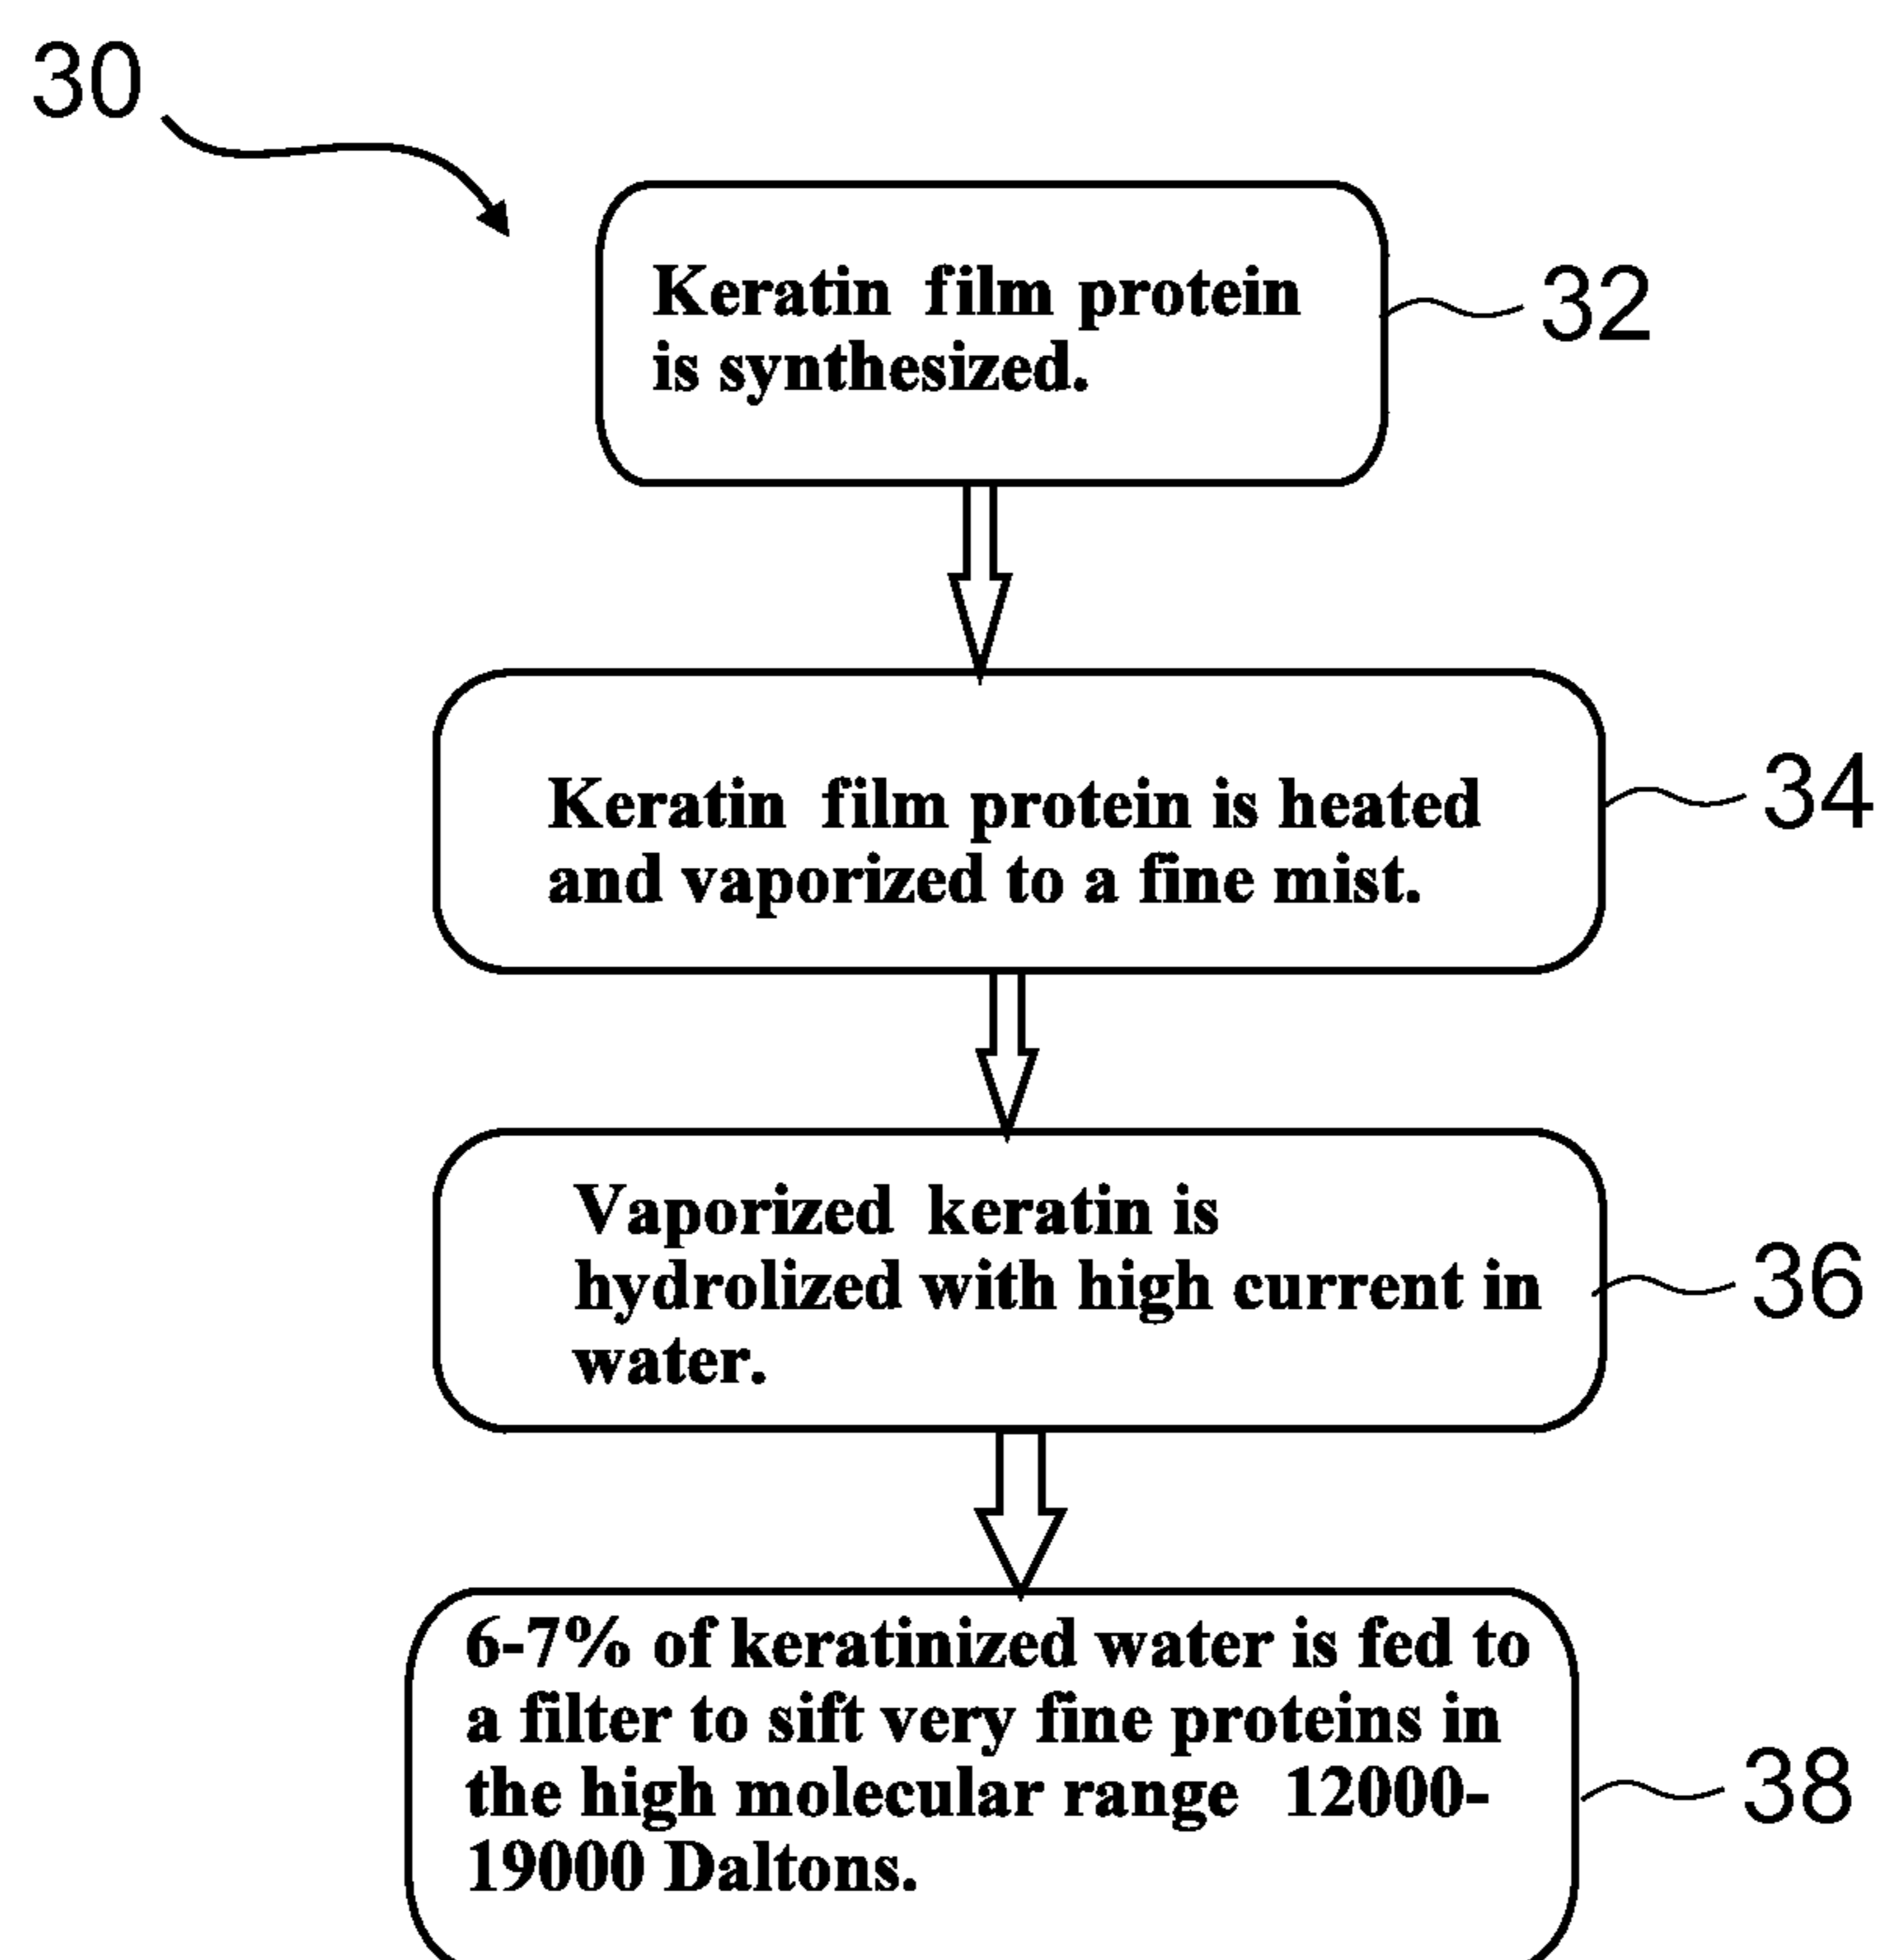 30
Keratin film protein
is synthesized.
32
Keratin film protein is heated
and vaporized to a fine mist.
34
Vaporized keratin is
hydrolized with high current in
water.
36
6-7% of keratinized water is fed to
a filter to sift very fine proteins in
the high molecular range 12000-
19000 Daltons.
38